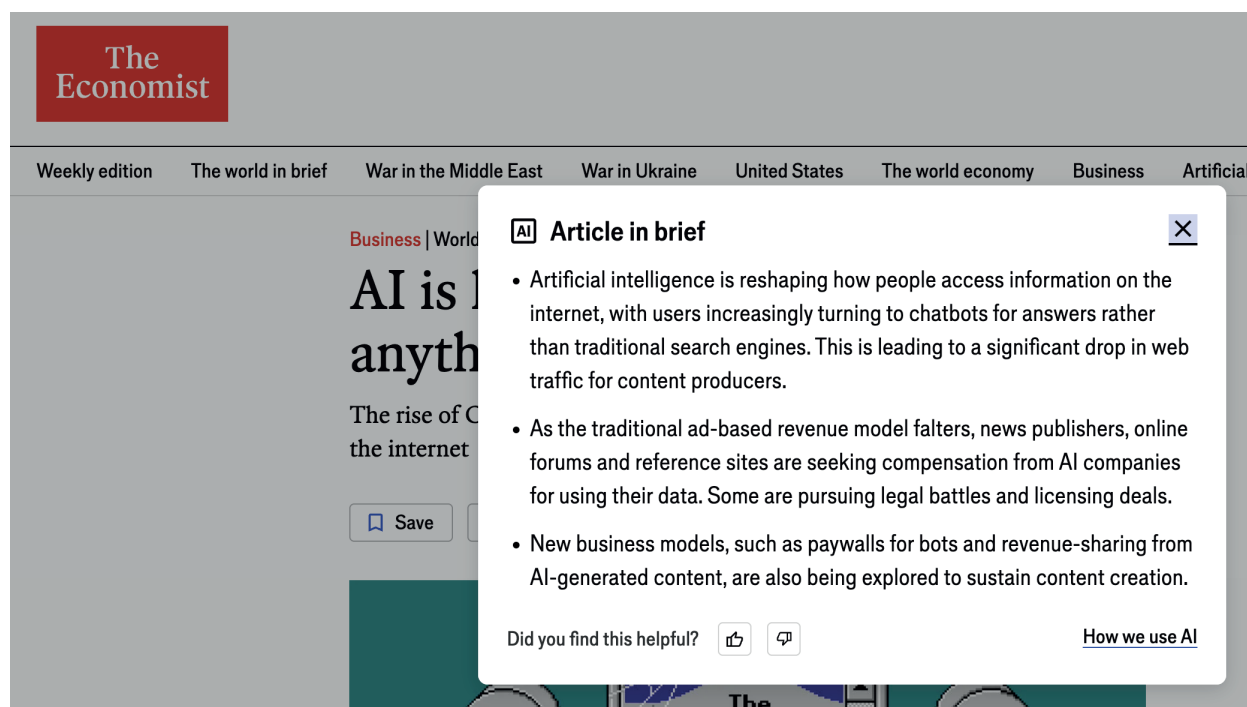 The
Economist
Weekly edition The world in brief War in the Middle East War in Ukraine United States The world economy Business
Business | World
AI is
anyth
The rise of
the internet
Save
AI Article in brief
• Artificial intelligence is reshaping how people access information on the
internet, with users increasingly turning to chatbots for answers rather
than traditional search engines. This is leading to a significant drop in web
traffic for content producers.
• As the traditional ad-based revenue model falters, news publishers, online
forums and reference sites are seeking compensation from AI companies
for using their data. Some are pursuing legal battles and licensing deals.
• New business models, such as paywalls for bots and revenue-sharing from
AI-generated content, are also being explored to sustain content creation.
Did you find this helpful? How we use AI
The